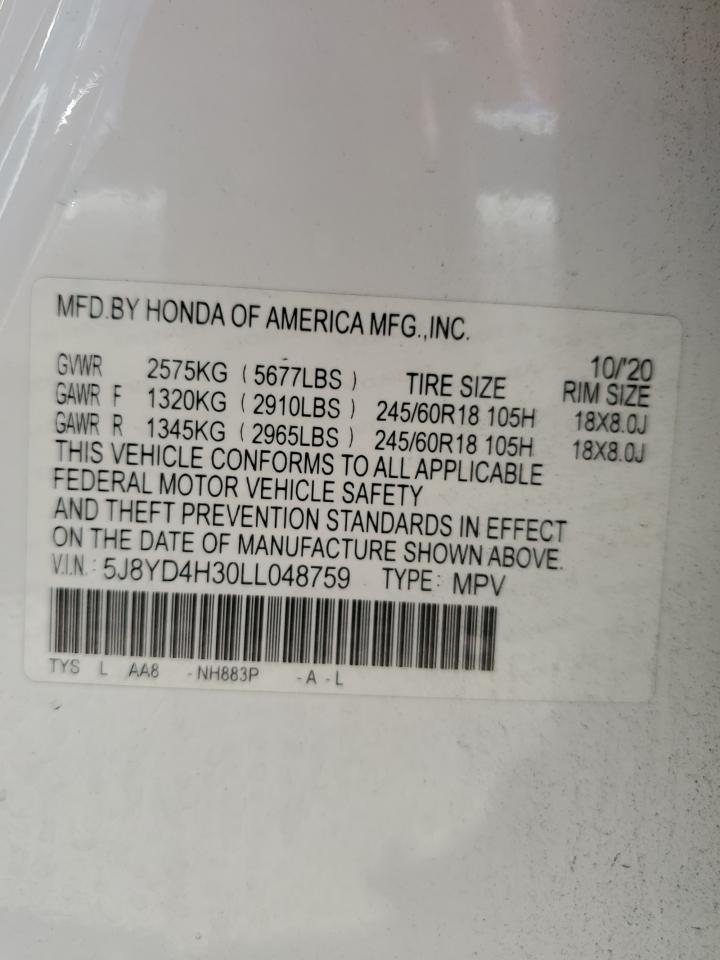 MFD.BY HONDA OF AMERICA MFG.,INC.
10/'20
GVWR 2575KG ( 5677LBS ) TIRE SIZE RIM SIZE
GAWR F 1320KG ( 2910LBS ) 245/60R18 105H 18X8.0J
GAWR R 1345KG ( 2965LBS ) 245/60R18 105H 18X8.0J
THIS VEHICLE CONFORMS TO ALL APPLICABLE
FEDERAL MOTOR VEHICLE SAFETY
AND THEFT PREVENTION STANDARDS IN EFFECT
ON THE DATE OF MANUFACTURE SHOWN ABOVE.
V.I.N.: 5J8YD4H30LL048759 TYPE: MPV
TYS L AA8 -NH883P -A -L